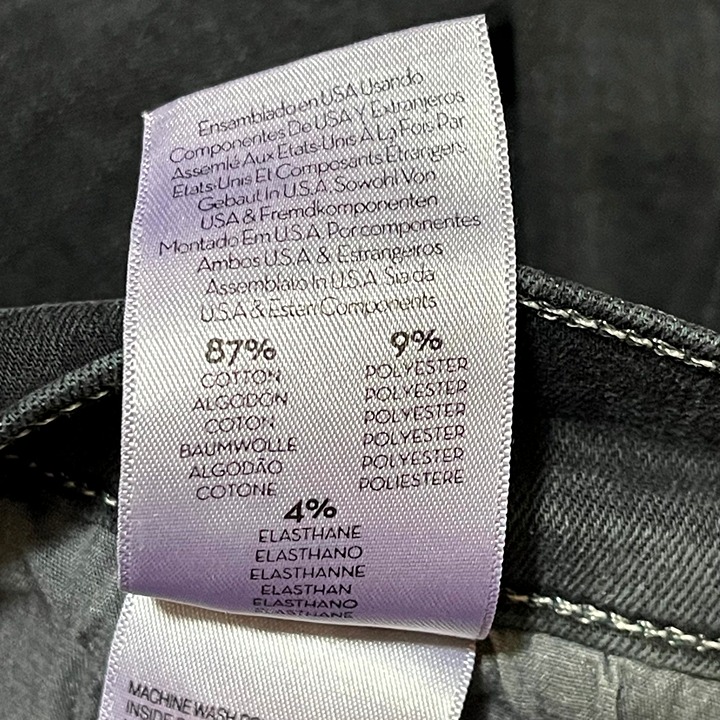 Ensamblado en USA Usando
Componentes De USA Y Extranjeros
Assemlé Aux Etats-Unis À La Fois Par
Etats-Unis Et Composants Étrangers,
Gebaut In U.S.A. Sowohl Von
USA & Fremdkomponenten
Montado Em U.S.A. Por componentes
Ambos U.S.A & Estrangeiros
Assemblato In U.S.A. Sia da
U.S.A & Esteri Components
87% 9%
COTTON POLYESTER
ALGODÓN POLYESTER
COTON POLYESTER
BAUMWOLLE POLYESTER
ALGODÃO POLYESTER
COTONE POLIESTERE
4%
ELASTHANE
ELASTHANO
ELASTHANNE
ELASTHAN
ELASTHANO
MACHINE WASH
INSIDE